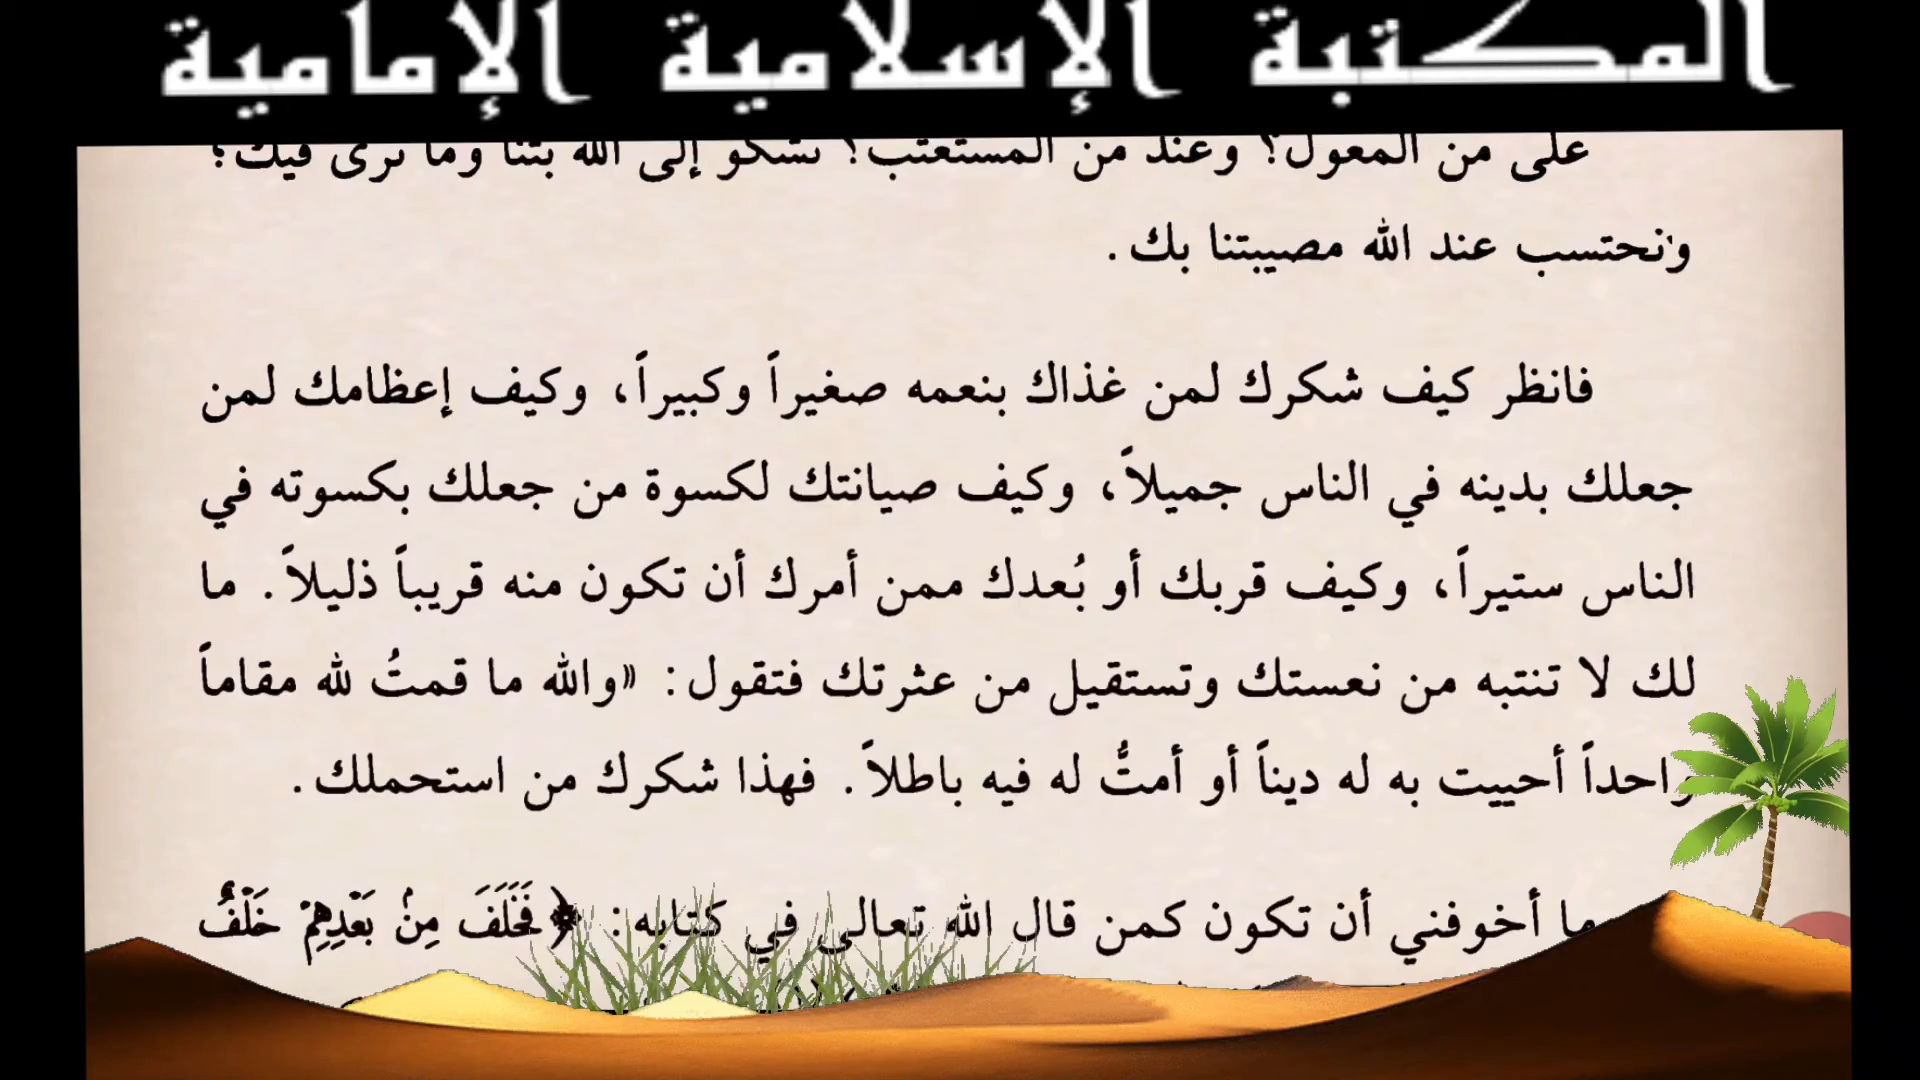 المكتبة الإسلامية الإمامية
على من المعول؟ وعند من المستعتب؟ نشكو إلى الله بثنا وما نرى فيك؛
ونحتسب عند الله مصيبتنا بك.
فانظر كيف شكرك لمن غذاك بنعمه صغيراً وكبيراً، وكيف إعظامك لمن
جعلك بدينه في الناس جميلاً، وكيف صيانتك لكسوة من جعلك بكسوته في
الناس ستيراً، وكيف قربك أو بُعدك ممن أمرك أن تكون منه قريباً ذليلاً. ما
لك لا تنتبه من نعستك وتستقيل من عثرتك فتقول: «والله ما قمتُ لله مقاماً
واحداً أحييت به له ديناً أو أمتُّ له فيه باطلاً. فهذا شكرك من استحملك.
ما أخوفني أن تكون كمن قال الله تعالى في كتابه: ﴿فَخَلَفَ مِنْ بَعْدِهِمْ خَلْفٌ